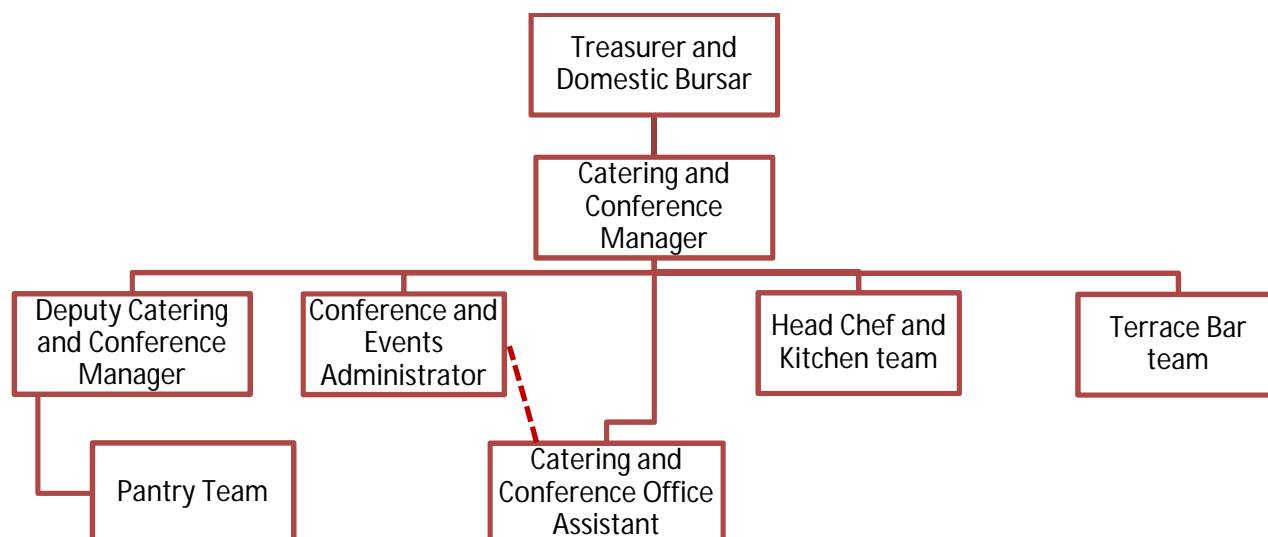 Treasurer and
Domestic Bursar
Catering and
Conference
Manager
Deputy Catering
and Conference
Manager
Conference and
Events
Administrator
Head Chef and
Kitchen team
Terrace Bar
team
Pantry Team
Catering and
Conference Office
Assistant